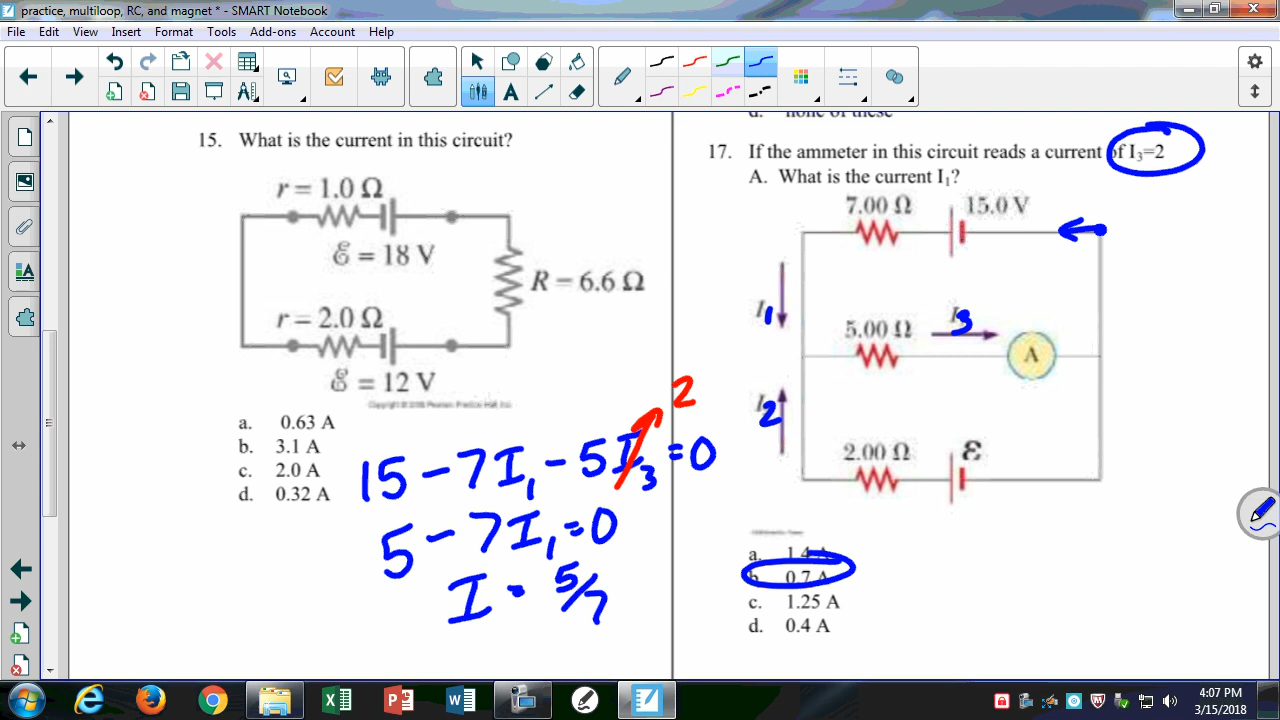 practice, multiloop, RC, and magnet * - SMART Notebook
File Edit View Insert Format Tools Add-ons Account Help
15. What is the current in this circuit?
r = 1.0 Ω
ℰ = 18 V
R = 6.6 Ω
r = 2.0 Ω
ℰ = 12 V
a. 0.63 A
b. 3.1 A
c. 2.0 A
d. 0.32 A
2
15 - 7I₁ - 5I₃ = 0
5 - 7I₁ = 0
I = 5/7
d. none of these
17. If the ammeter in this circuit reads a current of I₃=2
A. What is the current I₁?
7.00 Ω 15.0 V
I1
5.00 Ω
I3
A
I2
2.00 Ω
ℰ
a. 1.4 A
b. 0.7 A
c. 1.25 A
d. 0.4 A
4:07 PM
3/15/2018